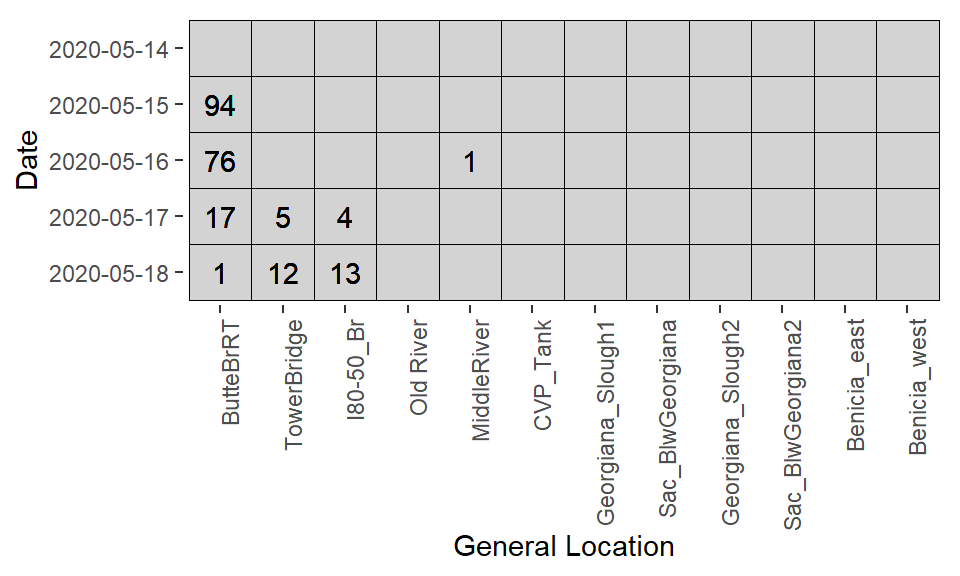 Date
2020-05-14
2020-05-15 94
2020-05-16 76 1
2020-05-17 17 5 4
2020-05-18 1 12 13
ButteBrRT
TowerBridge
I80-50_Br
Old River
MiddleRiver
CVP_Tank
Georgiana_Slough1
Sac_BlwGeorgiana
Georgiana_Slough2
Sac_BlwGeorgiana2
Benicia_east
Benicia_west
General Location